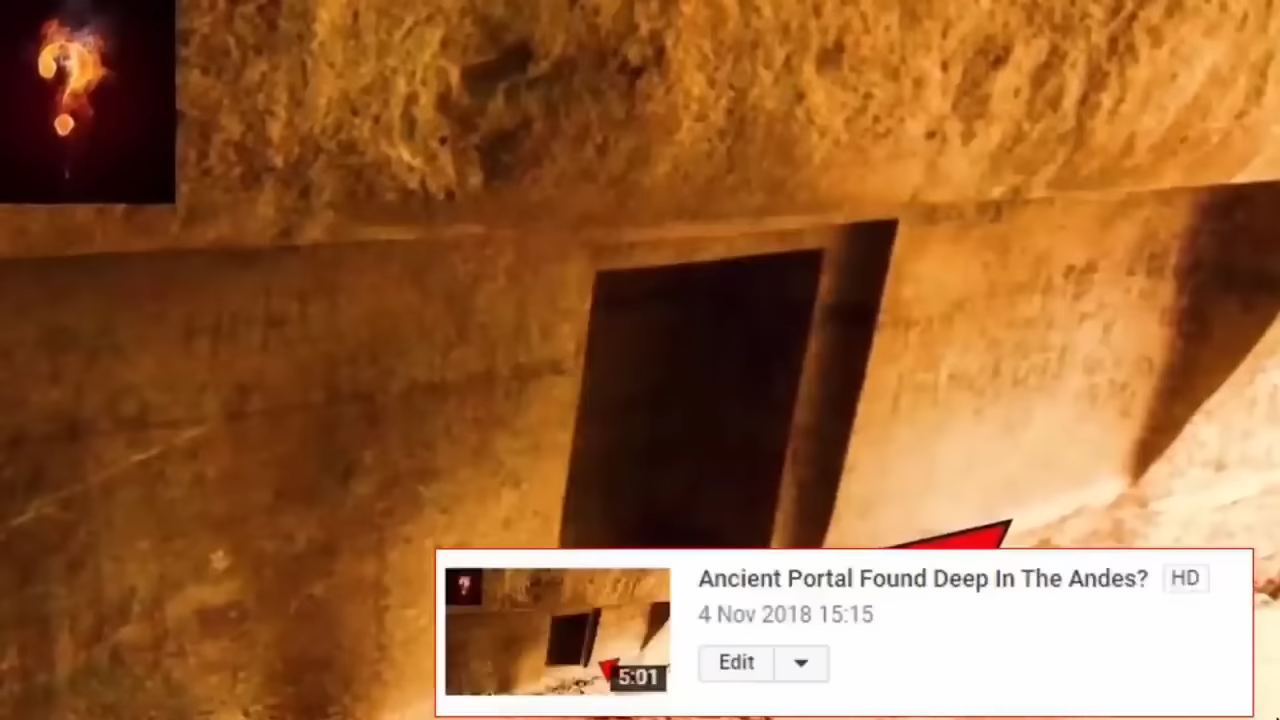 ?
Ancient Portal Found Deep In The Andes? HD
4 Nov 2018 15:15
?
5:01
Edit